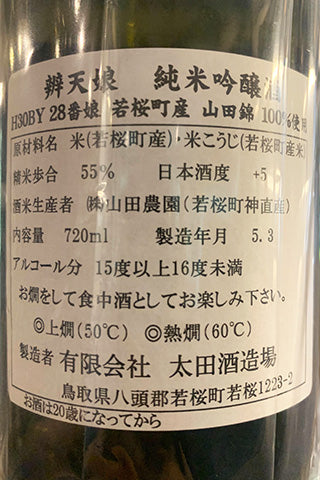 辨天娘 純米吟醸酒
H30BY 28番娘 若桜町産 山田錦 100%使用
原材料名 米(若桜町産)・米こうじ(若桜町産米)
精米歩合 55% 日本酒度 +5
酒米生産者 ㈱山田農園(若桜町神直産)
内容量 720ml 製造年月 5.3
アルコール分 15度以上16度未満
お燗をして食中酒としてお楽しみ下さい。
◎上燗(50℃) ◎熱燗(60℃)
製造者 有限会社 太田酒造場
鳥取県八頭郡若桜町若桜1223-2
お酒は20歳になってから